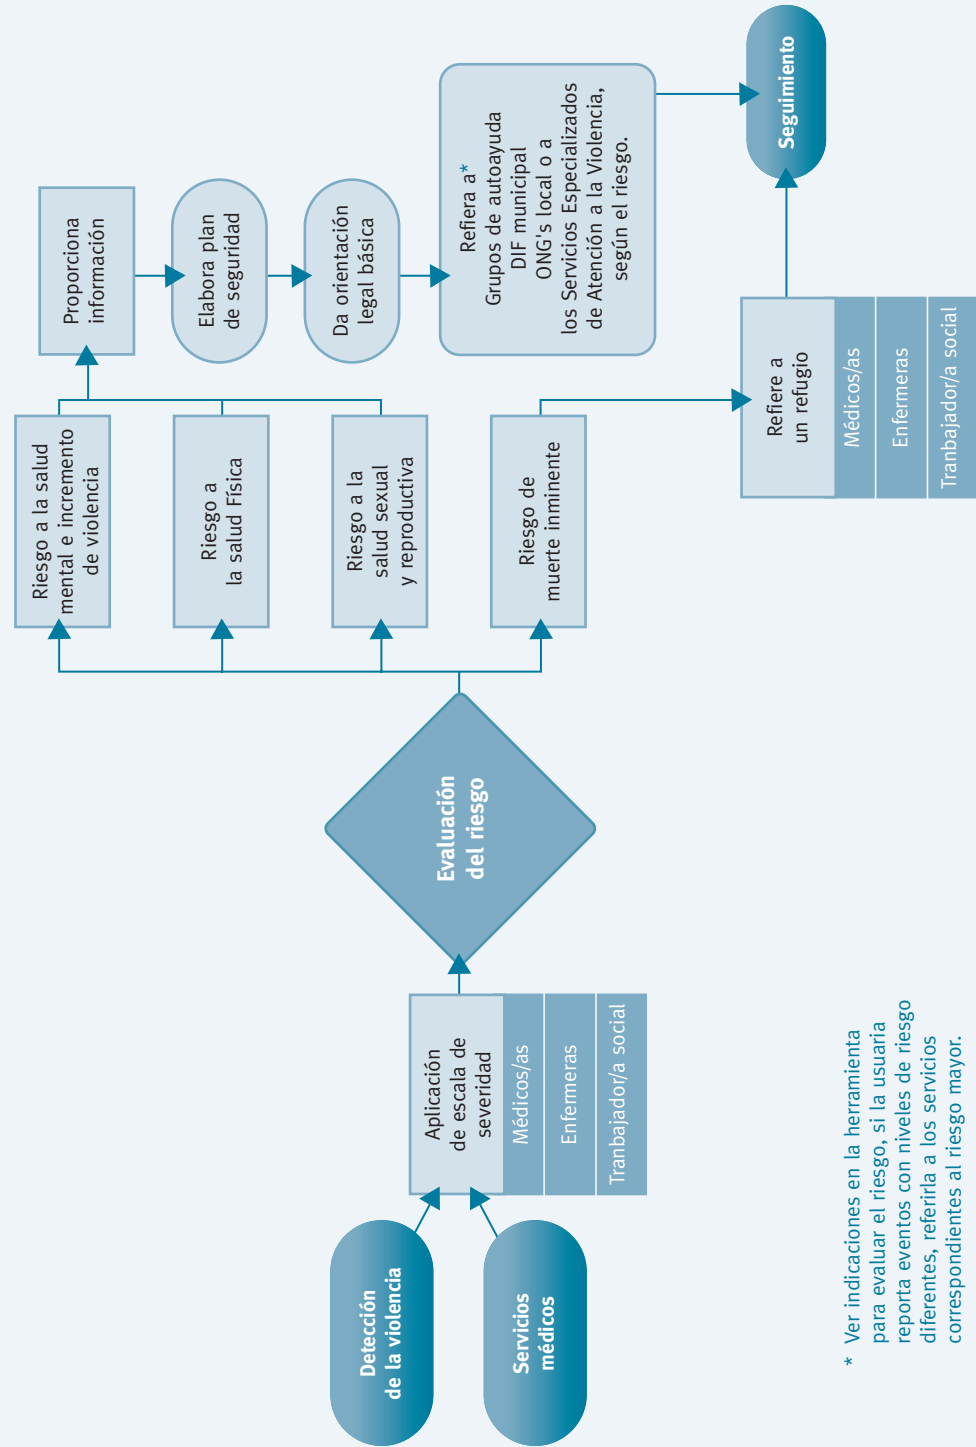 Detección
de la violencia
Servicios
médicos
Aplicación
de escala de
severidad
Médicos/as
Enfermeras
Tranbajador/a social
Evaluación
del riesgo
Riesgo a la salud
mental e incremento
de violencia
Riesgo a
la salud Física
Riesgo a la
salud sexual
y reproductiva
Riesgo de
muerte inminente
Proporciona
información
Elabora plan
de seguridad
Da orientación
legal básica
Refiera a*
Grupos de autoayuda
DIF municipal
ONG's local o a
los Servicios Especializados
de Atención a la Violencia,
según el riesgo.
Refiere a
un refugio
Médicos/as
Enfermeras
Tranbajador/a social
Seguimiento
* Ver indicaciones en la herramienta
para evaluar el riesgo, si la usuaria
reporta eventos con niveles de riesgo
diferentes, referirla a los servicios
correspondientes al riesgo mayor.